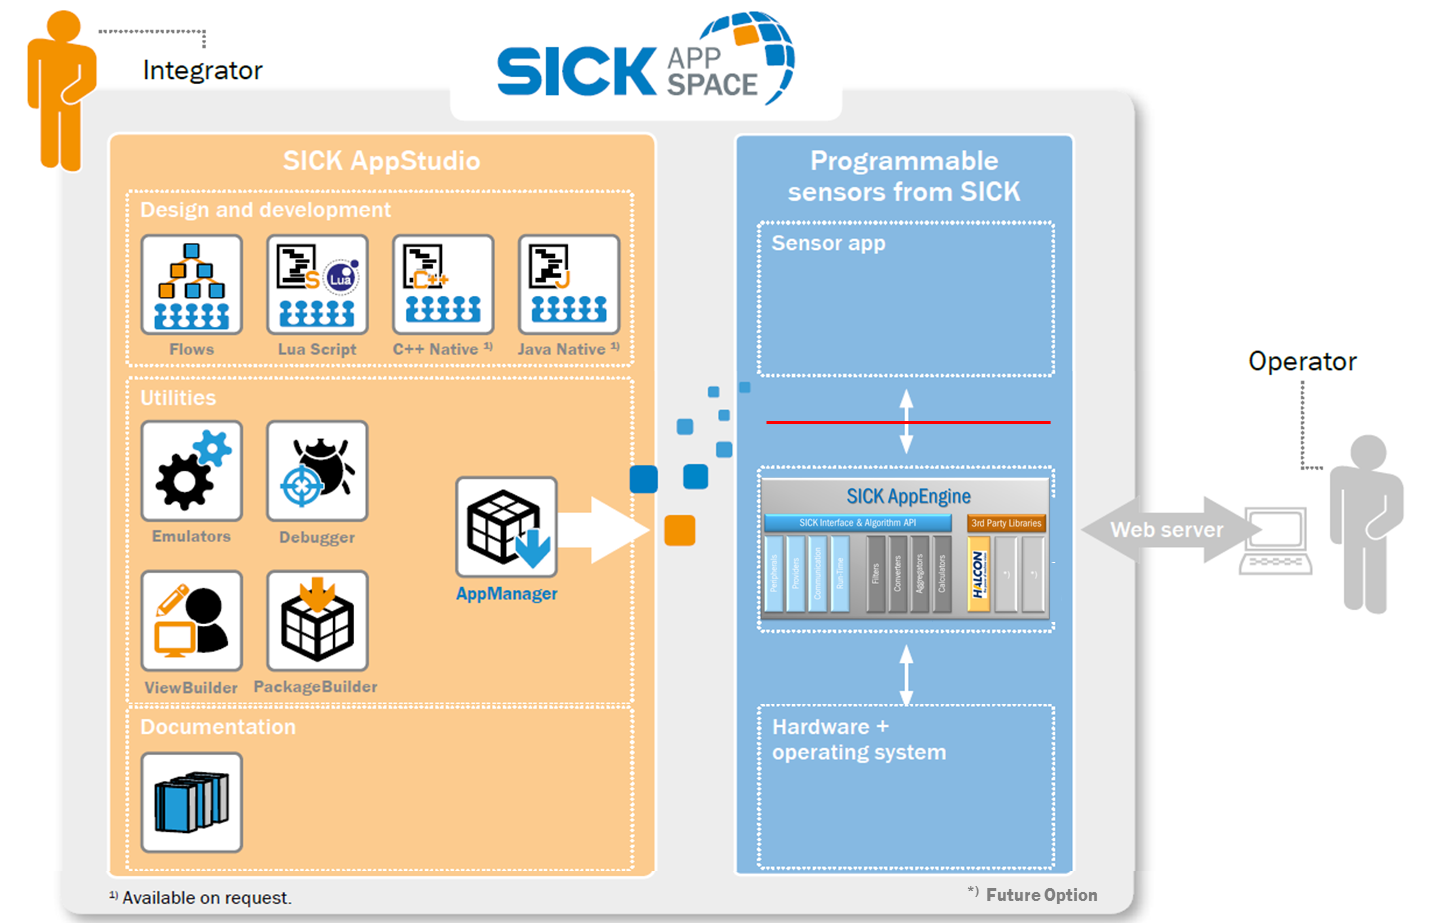 Integrator
SICK APP SPACE
SICK AppStudio
Design and development
S
Lua
C++
J
Flows
Lua Script
C++ Native 1)
Java Native 1)
Utilities
Emulators
Debugger
AppManager
ViewBuilder
PackageBuilder
Documentation
1) Available on request.
Programmable
sensors from SICK
Sensor app
SICK AppEngine
SICK Interface & Algorithm API
3rd Party Libraries
Peripherals
Providers
Communication
Run-Time
Filters
Converters
Aggregators
Calculators
HALCON
Hardware +
operating system
*) Future Option
Web server
Operator